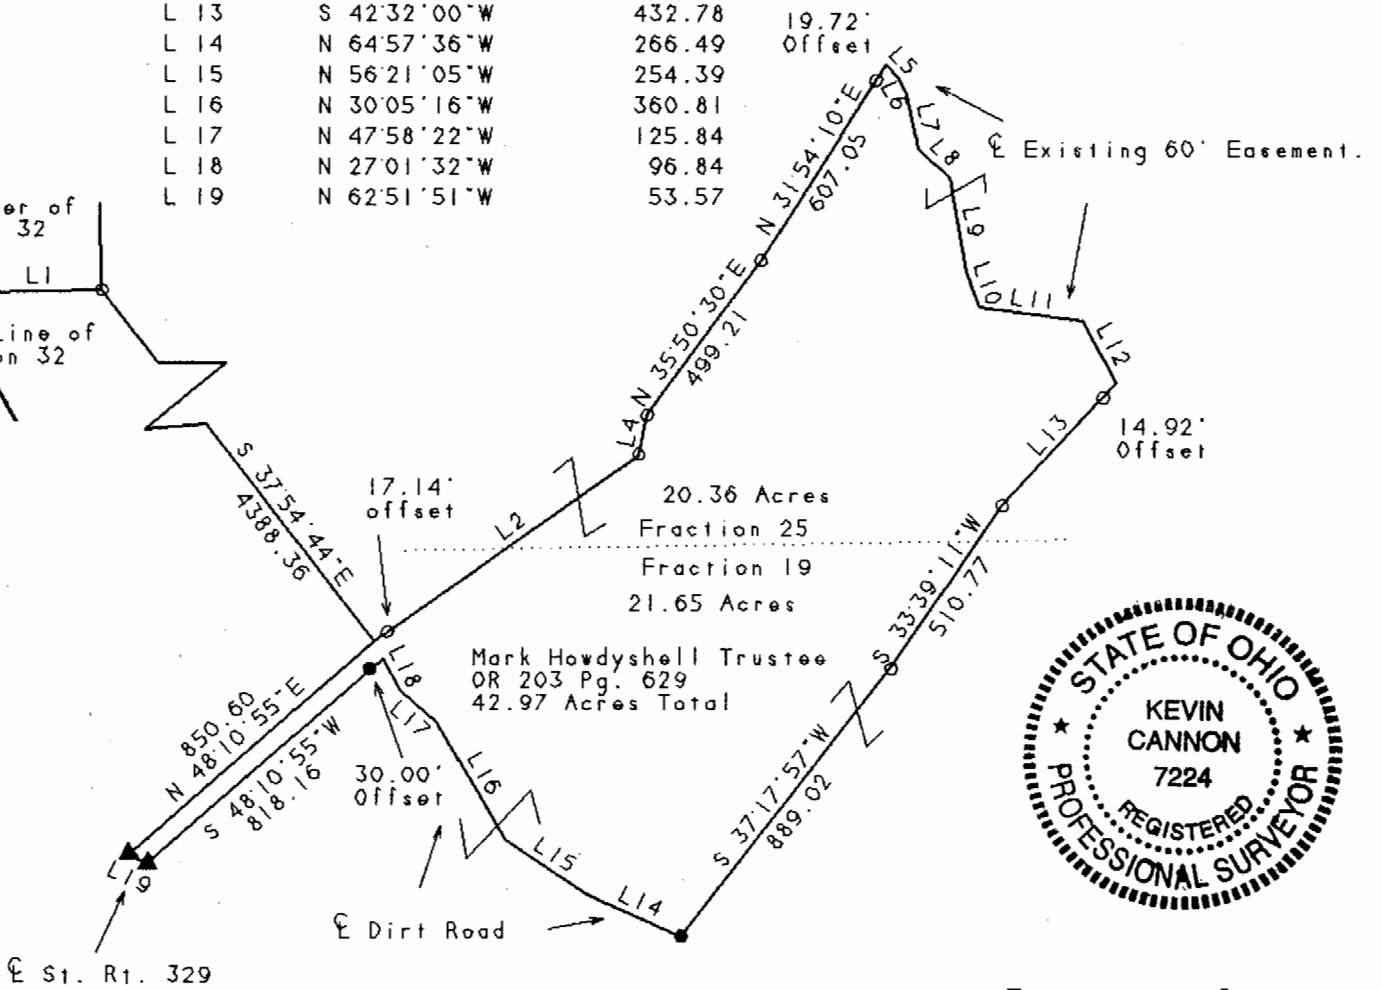 L 13 S 42°32'00"W 432.78
L 14 N 64°57'36"W 266.49
L 15 N 56°21'05"W 254.39
L 16 N 30°05'16"W 360.81
L 17 N 47°58'22"W 125.84
L 18 N 27°01'32"W 96.84
L 19 N 62°51'51"W 53.57
19.72'
Offset
L5
L6
L7
L8
℄ Existing 60' Easement.
N 31°54'10"E
607.05
er of
32
L1
Line of
on 32
L9
L10
L11
L12
N 35°50'30"E
499.21
L4
L13
14.92'
Offset
S 37°54'44"E
4388.36
17.14'
offset
L2
20.36 Acres
Fraction 25
Fraction 19
21.65 Acres
S 33°39'11"W
510.77
Mark Howdyshell Trustee
OR 203 Pg. 629
42.97 Acres Total
L18
L17
L16
L15
L14
850.60
N 48°10'55"E
S 48°10'55"W
818.16
30.00'
Offset
S 37°17'57"W
889.02
L19
℄ Dirt Road
℄ St. Rt. 329
STATE OF OHIO
KEVIN
CANNON
7224
REGISTERED
PROFESSIONAL SURVEYOR